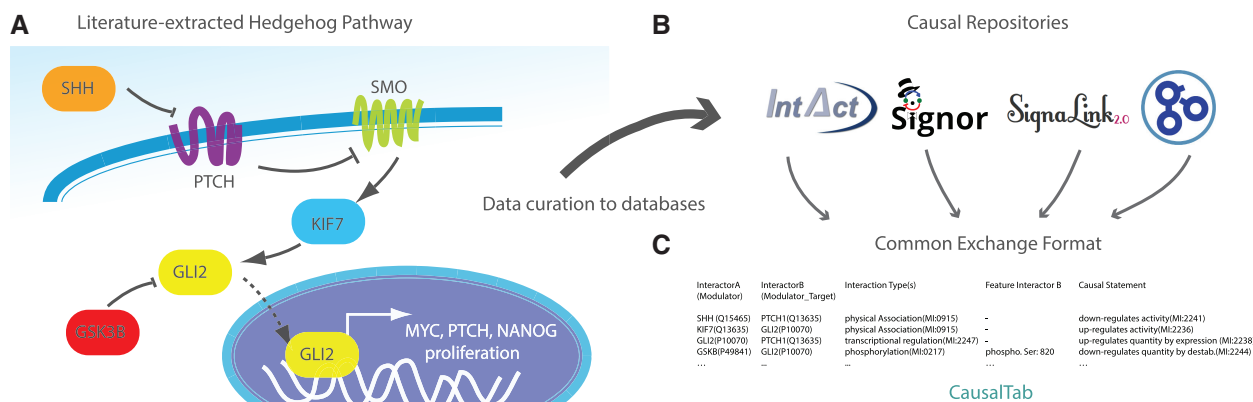 A
Literature-extracted Hedgehog Pathway
SHH
SMO
PTCH
KIF7
GLI2
GSK3B
GLI2
MYC, PTCH, NANOG
proliferation
Data curation to databases
B
Causal Repositories
IntAct
Signor
SignaLink 2.0
C
Common Exchange Format
InteractorA InteractorB Interaction Type(s) Feature Interactor B Causal Statement
(Modulator) (Modulator_Target)
SHH (Q15465) PTCH1(Q13635) physical Association(MI:0915) - down-regulates activity(MI:2241)
KIF7(Q13635) GLI2(P10070) physical Association(MI:0915) - up-regulates activity(MI:2236)
GLI2(P10070) PTCH1(Q13635) transcriptional regulation(MI:2247) - up-regulates quantity by expression (MI:2238
GSKB(P49841) GLI2(P10070) phosphorylation(MI:0217) phospho. Ser: 820 down-regulates quantity by destab.(MI:2244)
... ... ... ... ...
CausalTab